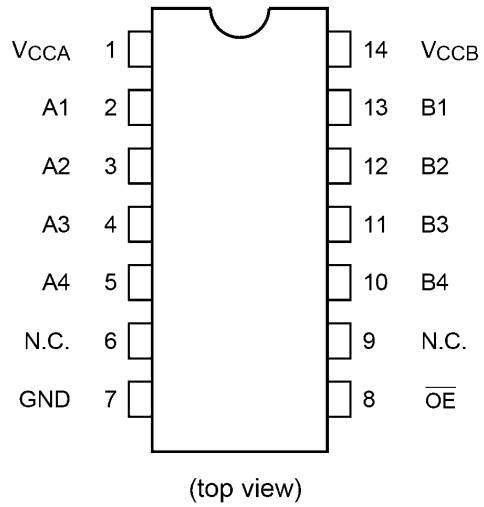 VCCA 1 14 VCCB
A1 2 13 B1
A2 3 12 B2
A3 4 11 B3
A4 5 10 B4
N.C. 6 9 N.C.
GND 7 8 O̅E̅
(top view)